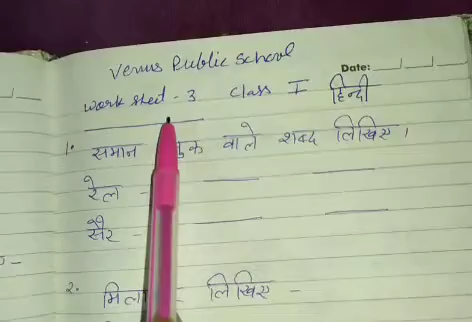 Venus Public School
Date:
Work sheet - 3 Class I हिन्दी
1. समान तुक वाले शब्द लिखिए।
रेल -
सैर -
2. मिला लिखिए -